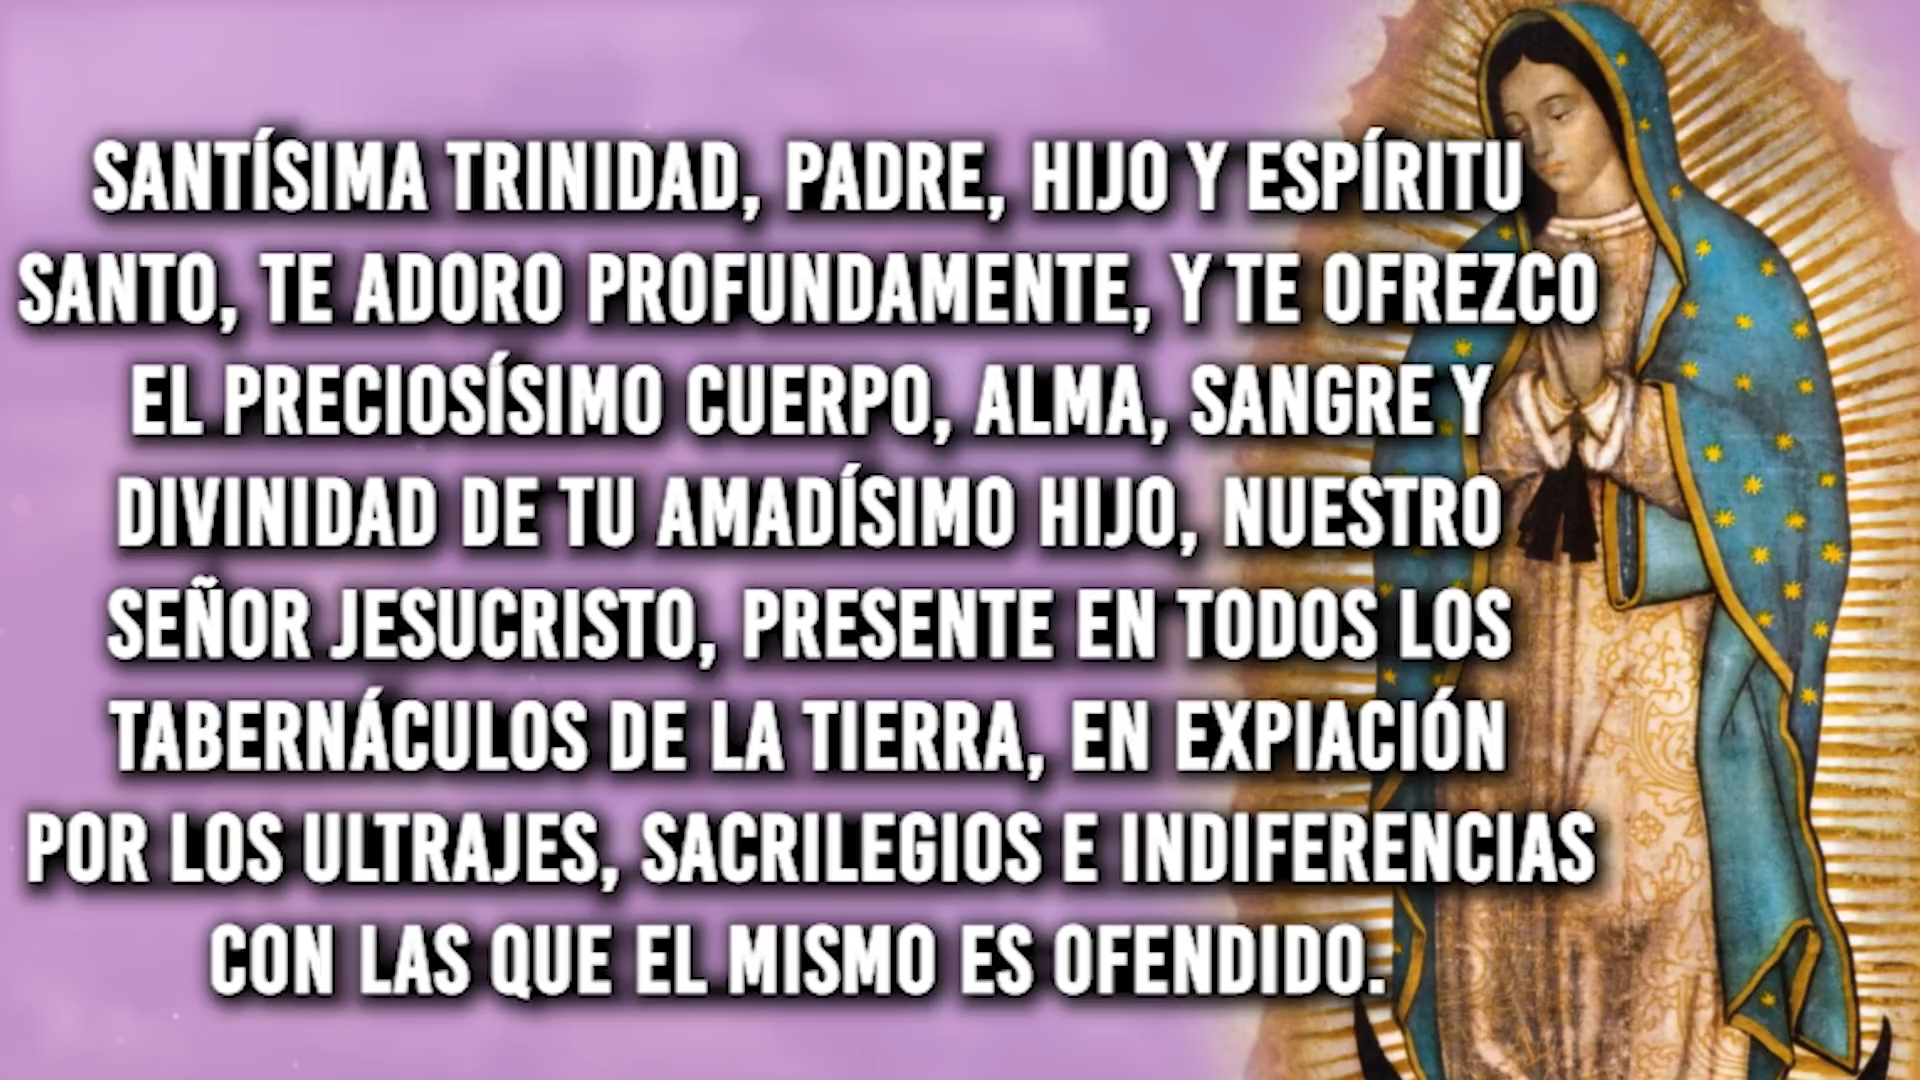 SANTÍSIMA TRINIDAD, PADRE, HIJO Y ESPÍRITU
SANTO, TE ADORO PROFUNDAMENTE, Y TE OFREZCO
EL PRECIOSÍSIMO CUERPO, ALMA, SANGRE Y
DIVINIDAD DE TU AMADÍSIMO HIJO, NUESTRO
SEÑOR JESUCRISTO, PRESENTE EN TODOS LOS
TABERNÁCULOS DE LA TIERRA, EN EXPIACIÓN
POR LOS ULTRAJES, SACRILEGIOS E INDIFERENCIAS
CON LAS QUE EL MISMO ES OFENDIDO.